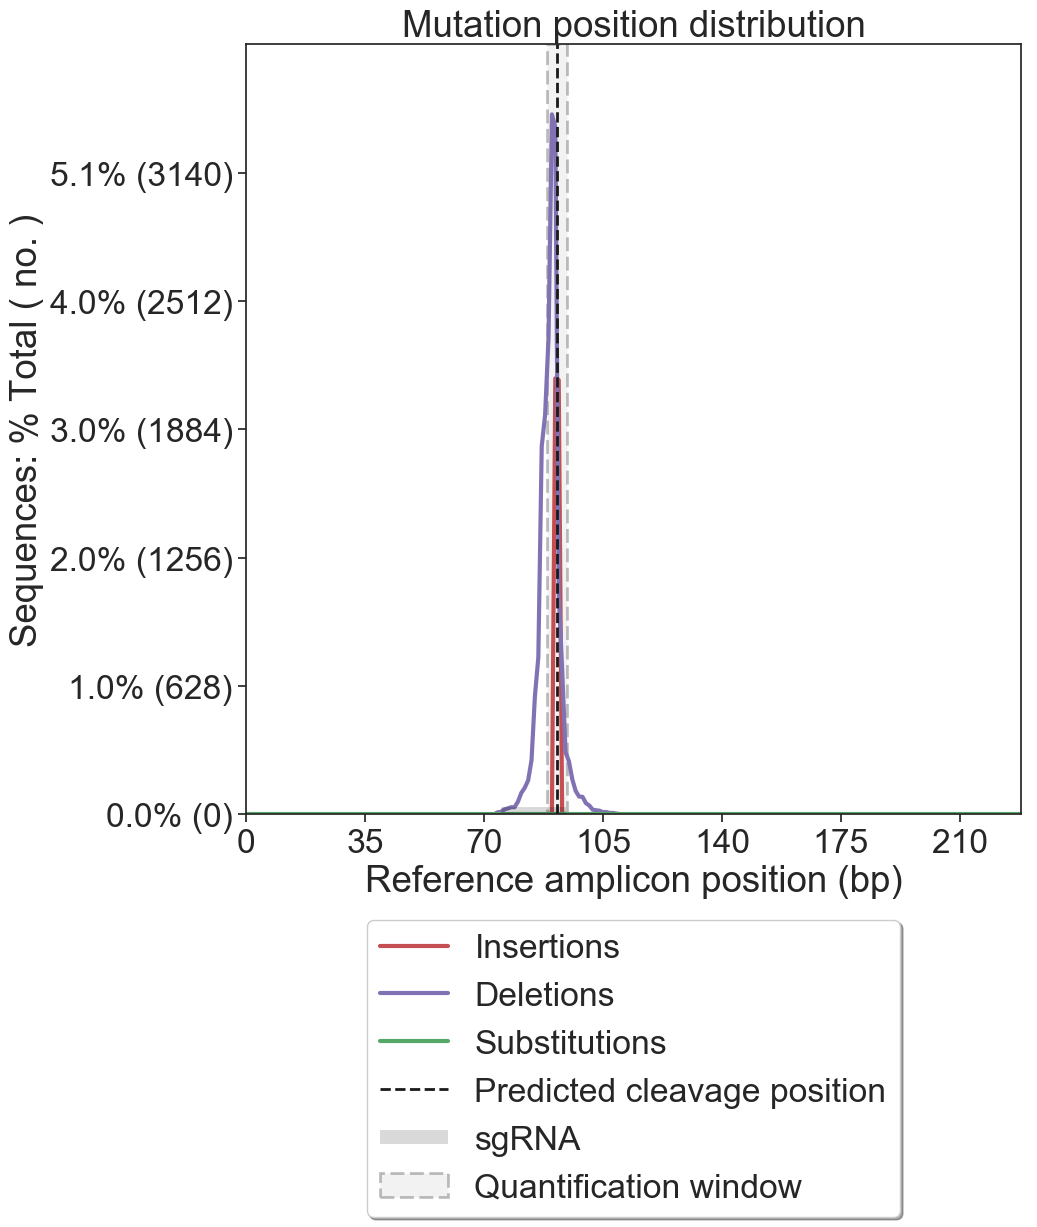 Mutation position distribution
Sequences: % Total ( no. )
5.1% (3140)
4.0% (2512)
3.0% (1884)
2.0% (1256)
1.0% (628)
0.0% (0)
0 35 70 105 140 175 210
Reference amplicon position (bp)
Insertions
Deletions
Substitutions
Predicted cleavage position
sgRNA
Quantification window